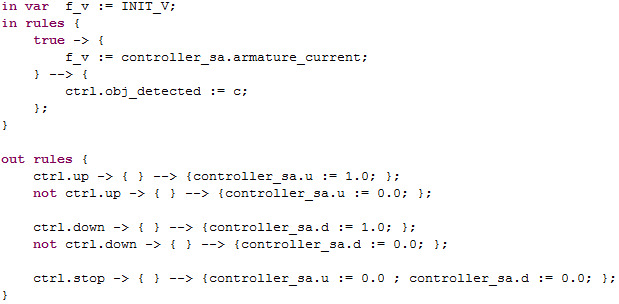 in var  f_v := INIT_V;
in rules {
    true -> {
        f_v := controller_sa.armature_current;
    } --> {
        ctrl.obj_detected := c;
    };
}

out rules {
    ctrl.up -> { } --> {controller_sa.u := 1.0; };
    not ctrl.up -> { } --> {controller_sa.u := 0.0; };

    ctrl.down -> { } --> {controller_sa.d := 1.0; };
    not ctrl.down -> { } --> {controller_sa.d := 0.0; };

    ctrl.stop -> { } --> {controller_sa.u := 0.0 ; controller_sa.d := 0.0; };
}